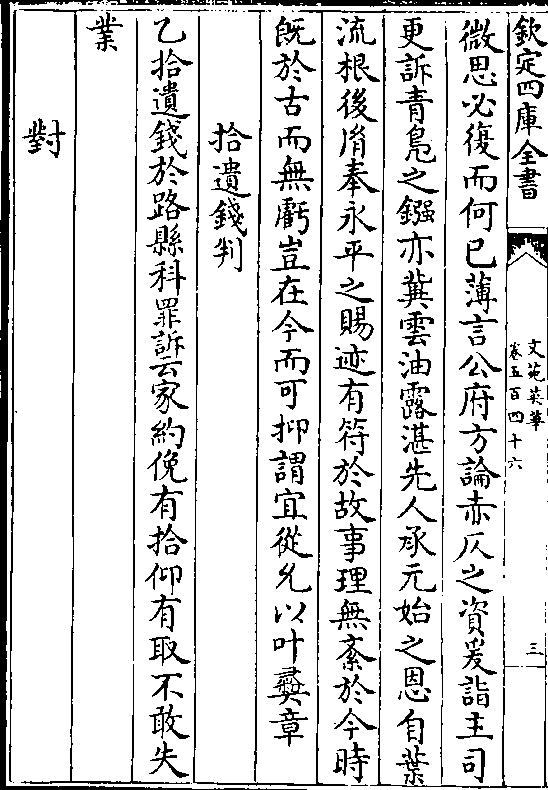 欽定四庫全書
文苑英華
卷五百四十六
三
微思必復而何已薄言公府方論赤仄之資爰詣主司
更訴青鳬之鏹亦冀雲油露湛先人承元始之恩自葉
流根後胤奉永平之賜迹有符於故事理無紊於今時
既於古而無虧豈在今而可抑謂宜從允以叶彞章
拾遺錢判
乙拾遺錢於路縣科罪訴云家約俛有拾仰有取不敢失
業
對